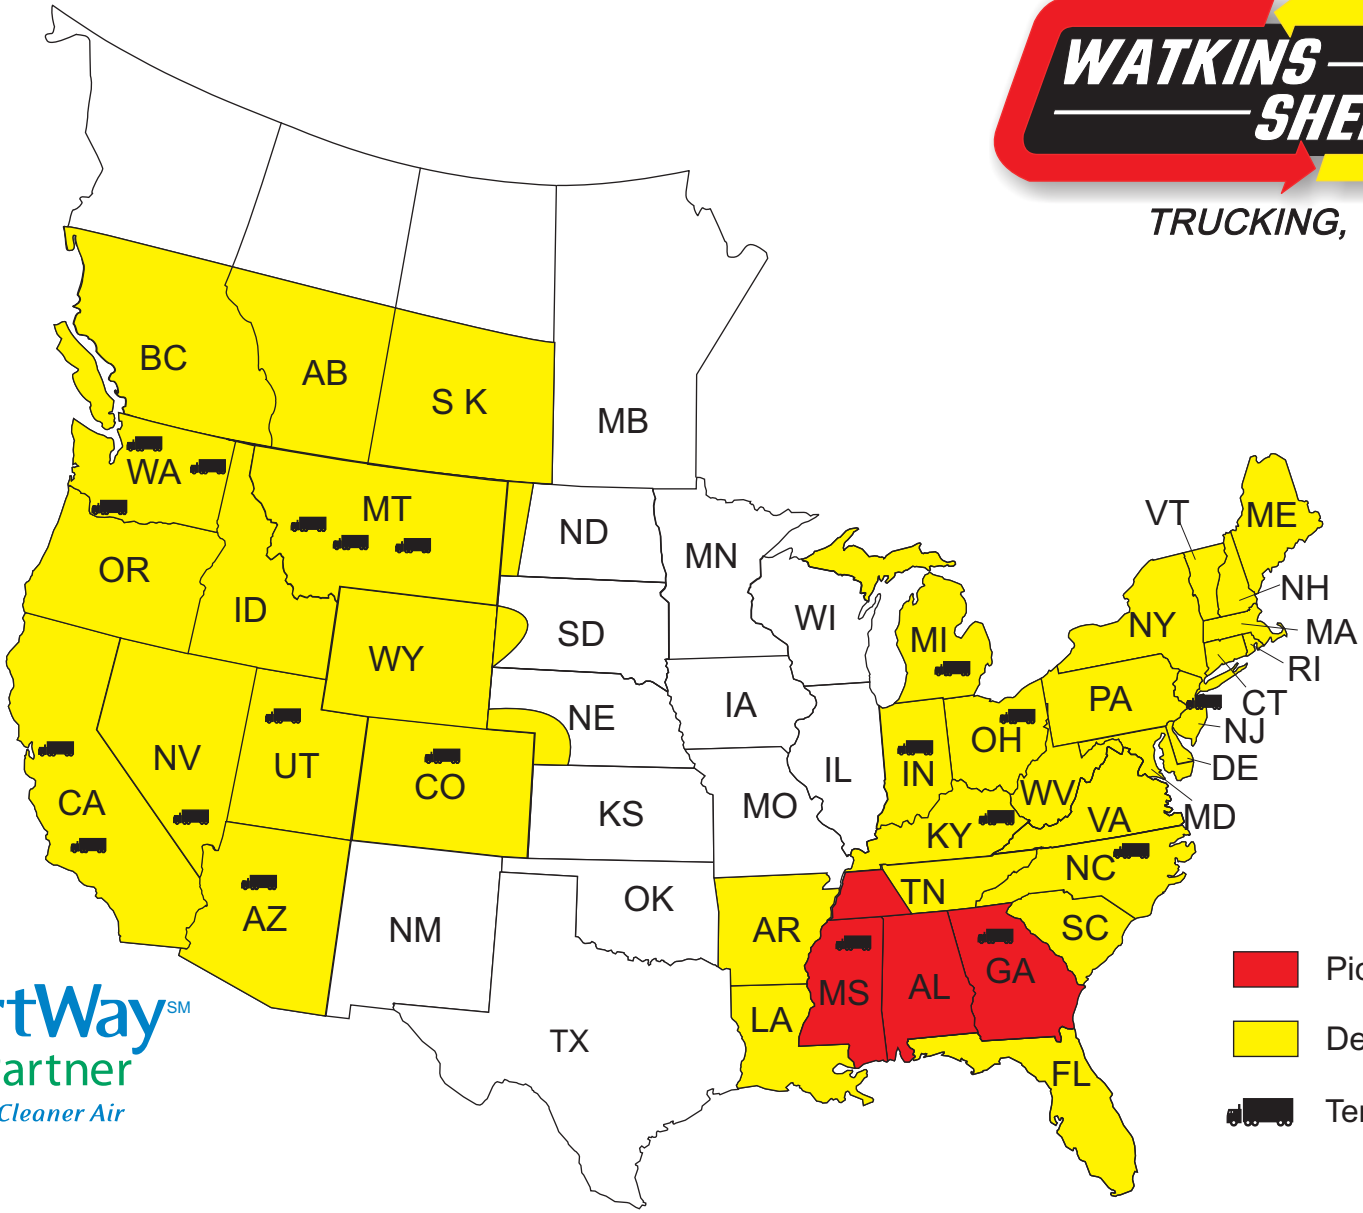 WATKINS
SHE
TRUCKING,
BC
AB
S K
MB
WA
MT
OR
ID
WY
ND
SD
NE
MN
WI
IA
MI
VT
ME
NH
NY
MA
RI
CT
PA
NJ
DE
MD
OH
IN
WV
VA
KY
NC
TN
SC
NV
UT
CO
CA
AZ
NM
KS
MO
IL
OK
AR
TX
LA
MS
AL
GA
FL
Pic
De
Ter
rtWay SM
artner
Cleaner Air